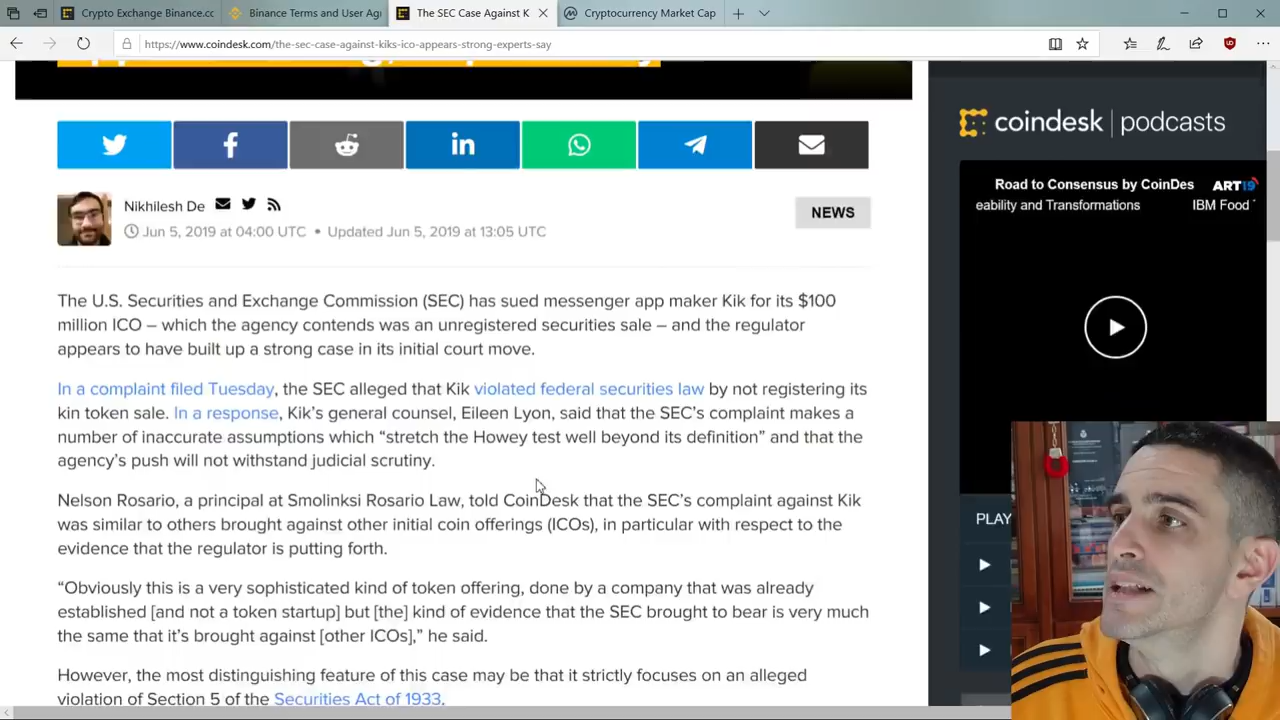 Crypto Exchange Binance.cc
Binance Terms and User Ag
The SEC Case Against K
Cryptocurrency Market Cap
https://www.coindesk.com/the-sec-case-against-kiks-ico-appears-strong-experts-say
coindesk | podcasts
Road to Consensus by CoinDes ART19
eability and Transformations IBM Food
Nikhilesh De
Jun 5, 2019 at 04:00 UTC • Updated Jun 5, 2019 at 13:05 UTC
NEWS
The U.S. Securities and Exchange Commission (SEC) has sued messenger app maker Kik for its $100
million ICO – which the agency contends was an unregistered securities sale – and the regulator
appears to have built up a strong case in its initial court move.
In a complaint filed Tuesday, the SEC alleged that Kik violated federal securities law by not registering its
kin token sale. In a response, Kik's general counsel, Eileen Lyon, said that the SEC's complaint makes a
number of inaccurate assumptions which “stretch the Howey test well beyond its definition” and that the
agency's push will not withstand judicial scrutiny.
Nelson Rosario, a principal at Smolinksi Rosario Law, told CoinDesk that the SEC's complaint against Kik
was similar to others brought against other initial coin offerings (ICOs), in particular with respect to the
evidence that the regulator is putting forth.
“Obviously this is a very sophisticated kind of token offering, done by a company that was already
established [and not a token startup] but [the] kind of evidence that the SEC brought to bear is very much
the same that it's brought against [other ICOs],” he said.
However, the most distinguishing feature of this case may be that it strictly focuses on an alleged
violation of Section 5 of the Securities Act of 1933.
PLAY